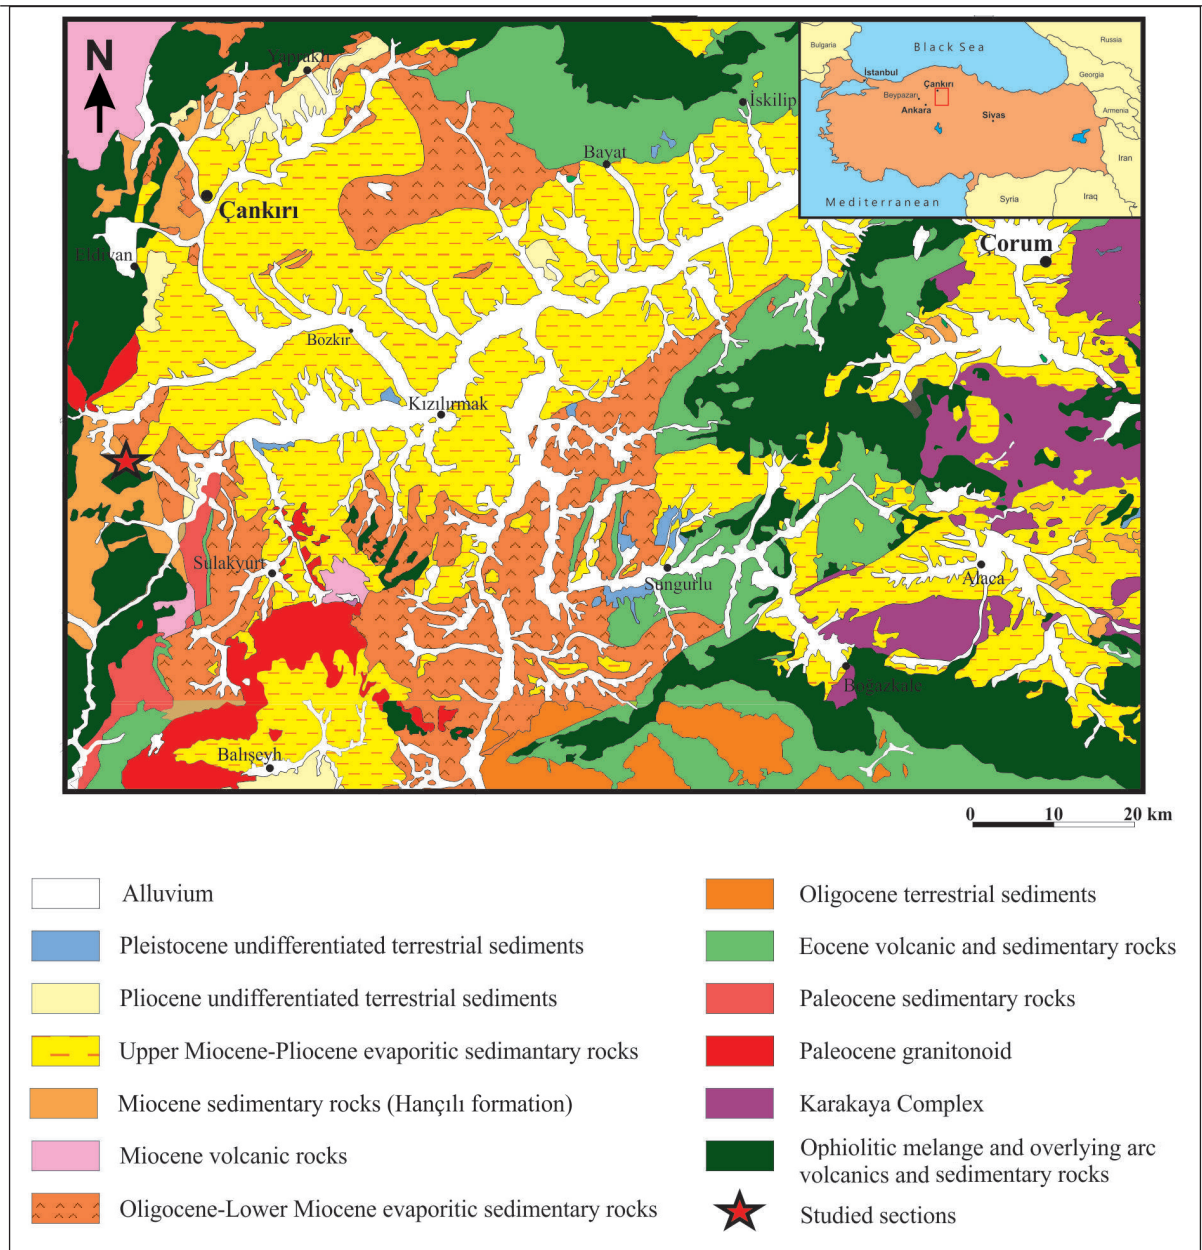 N
Yapraklı
İskilip
Bayat
Çankırı
Eldivan
Çorum
Bozkır
Kızılırmak
Sulakyurt
Sungurlu
Alaca
Boğazkale
Balışeyh
Bulgaria
Black Sea
Russia
Georgia
İstanbul
Çankırı
Beypazarı
Ankara
Sivas
Armenia
Iran
Syria
Iraq
Mediterranean
0 10 20 km
Alluvium
Pleistocene undifferentiated terrestrial sediments
Pliocene undifferentiated terrestrial sediments
Upper Miocene-Pliocene evaporitic sedimantary rocks
Miocene sedimentary rocks (Hançılı formation)
Miocene volcanic rocks
Oligocene-Lower Miocene evaporitic sedimentary rocks
Oligocene terrestrial sediments
Eocene volcanic and sedimentary rocks
Paleocene sedimentary rocks
Paleocene granitonoid
Karakaya Complex
Ophiolitic melange and overlying arc
volcanics and sedimentary rocks
Studied sections